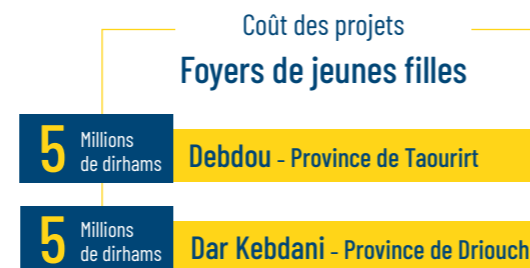 Coût des projets
Foyers de jeunes filles
5 Millions de dirhams
Debdou - Province de Taourirt
5 Millions de dirhams
Dar Kebdani - Province de Driouch